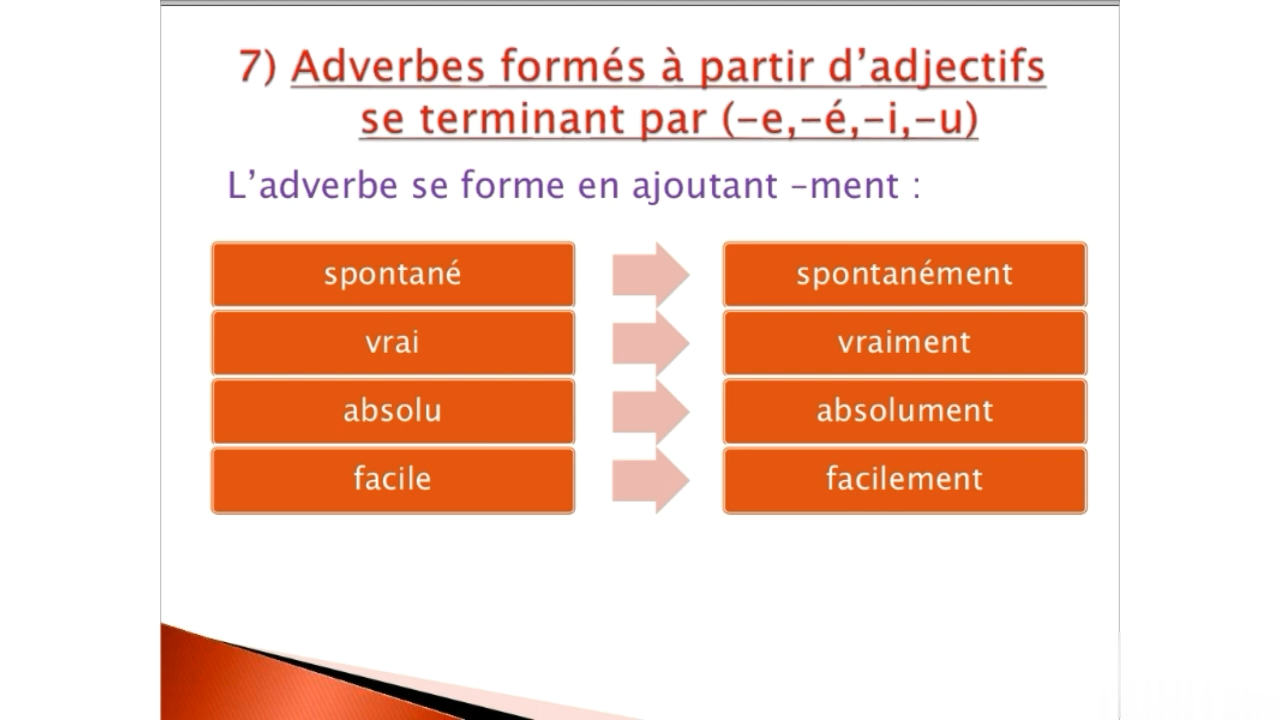 7) Adverbes formés à partir d’adjectifs
se terminant par (-e,-é,-i,-u)
L’adverbe se forme en ajoutant –ment :
spontané spontanément
vrai vraiment
absolu absolument
facile facilement